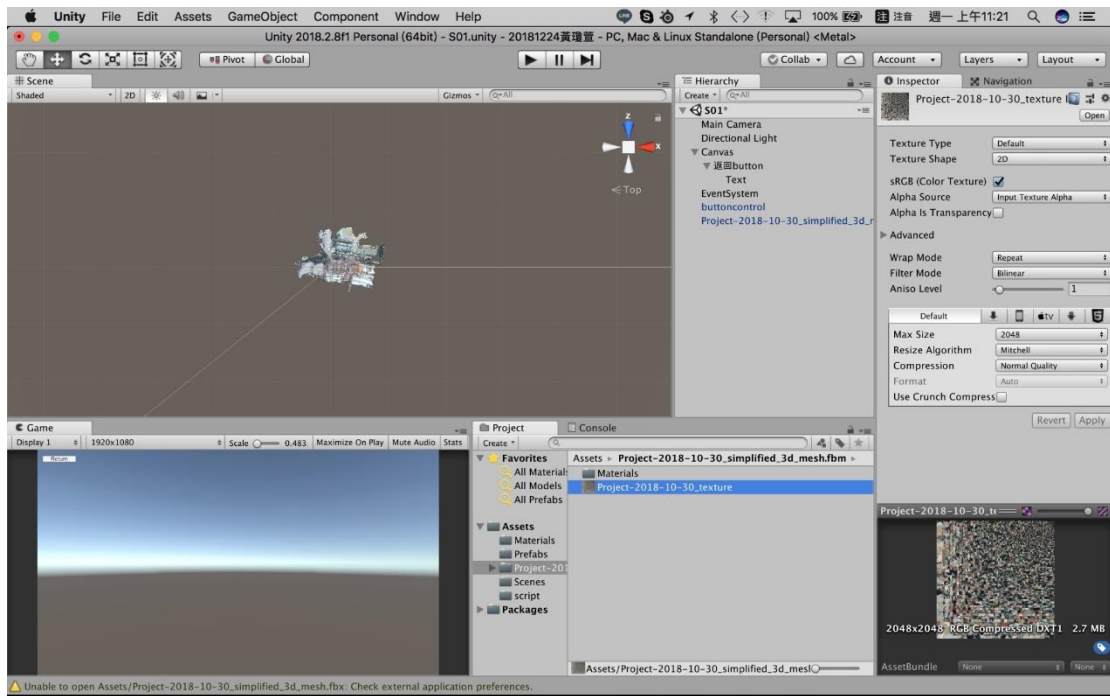 Unity File Edit Assets GameObject Component Window Help 100% 注音 週一上午11:21
Unity 2018.2.8f1 Personal (64bit) - S01.unity - 20181224黃瓊萱 - PC, Mac & Linux Standalone (Personal) <Metal>
Pivot Global Collab Account Layers Layout
Scene
Shaded 2D Gizmos All
z
x
Top
Hierarchy
Create All
S01*
Main Camera
Directional Light
Canvas
返回button
Text
EventSystem
buttoncontrol
Project-2018-10-30_simplified_3d_r
Inspector Navigation
Project-2018-10-30_texture
Open
Texture Type Default
Texture Shape 2D
sRGB (Color Texture)
Alpha Source Input Texture Alpha
Alpha Is Transparency
Advanced
Wrap Mode Repeat
Filter Mode Bilinear
Aniso Level 1
Default tv
Max Size 2048
Resize Algorithm Mitchell
Compression Normal Quality
Format Auto
Use Crunch Compress
Revert Apply
Game
Display 1 1920x1080 Scale 0.483 Maximize On Play Mute Audio Stats
Return
Project Console
Create
Favorites
All Material
All Models
All Prefabs
Assets
Materials
Prefabs
Project-201
Scenes
script
Packages
Assets Project-2018-10-30_simplified_3d_mesh.fbm
Materials
Project-2018-10-30_texture
Assets/Project-2018-10-30_simplified_3d_mesl
Project-2018-10-30_te
2048x2048 RGB Compressed DXT1 2.7 MB
AssetBundle None None
Unable to open Assets/Project-2018-10-30_simplified_3d_mesh.fbx: Check external application preferences.